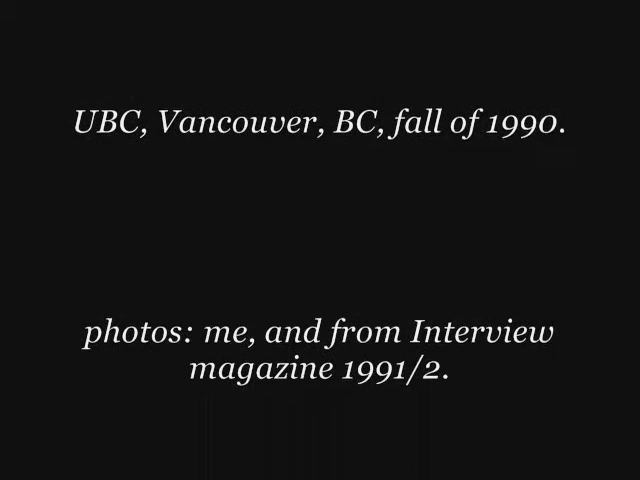 UBC, Vancouver, BC, fall of 1990.
photos: me, and from Interview
magazine 1991/2.